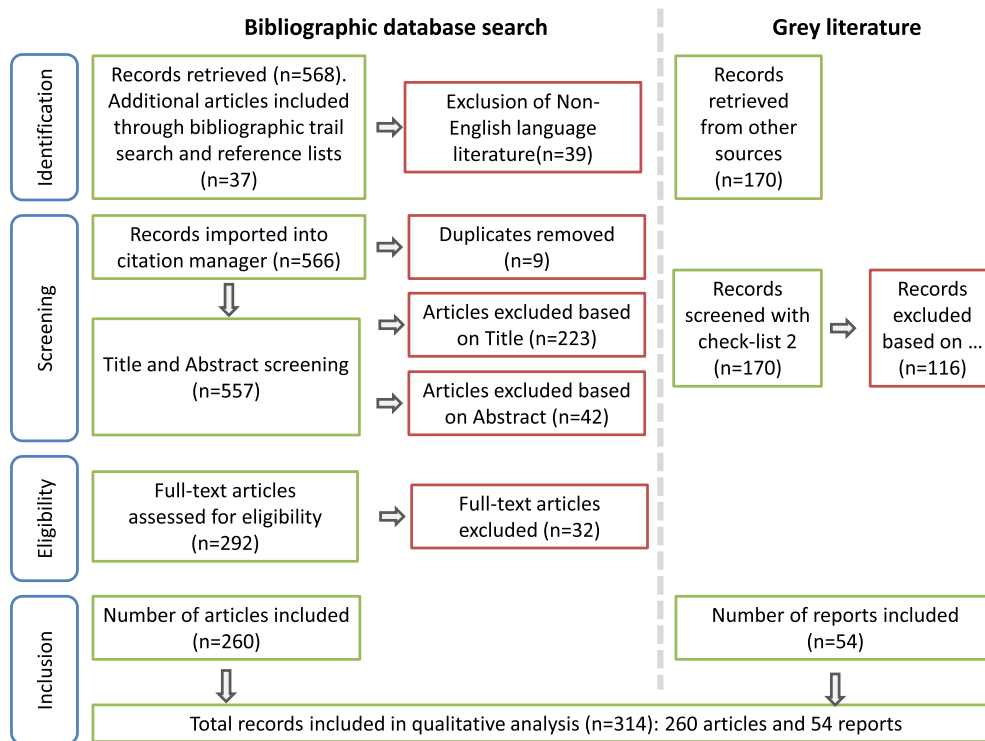 Bibliographic database search
Grey literature
Identification
Records retrieved (n=568).
Additional articles included
through bibliographic trail
search and reference lists
(n=37)
Exclusion of Non-
English language
literature(n=39)
Records
retrieved
from other
sources
(n=170)
Screening
Records imported into
citation manager (n=566)
Duplicates removed
(n=9)
Title and Abstract screening
(n=557)
Articles excluded based
on Title (n=223)
Articles excluded based
on Abstract (n=42)
Records
screened with
check-list 2
(n=170)
Records
excluded
based on ...
(n=116)
Eligibility
Full-text articles
assessed for eligibility
(n=292)
Full-text articles
excluded (n=32)
Inclusion
Number of articles included
(n=260)
Number of reports included
(n=54)
Total records included in qualitative analysis (n=314): 260 articles and 54 reports